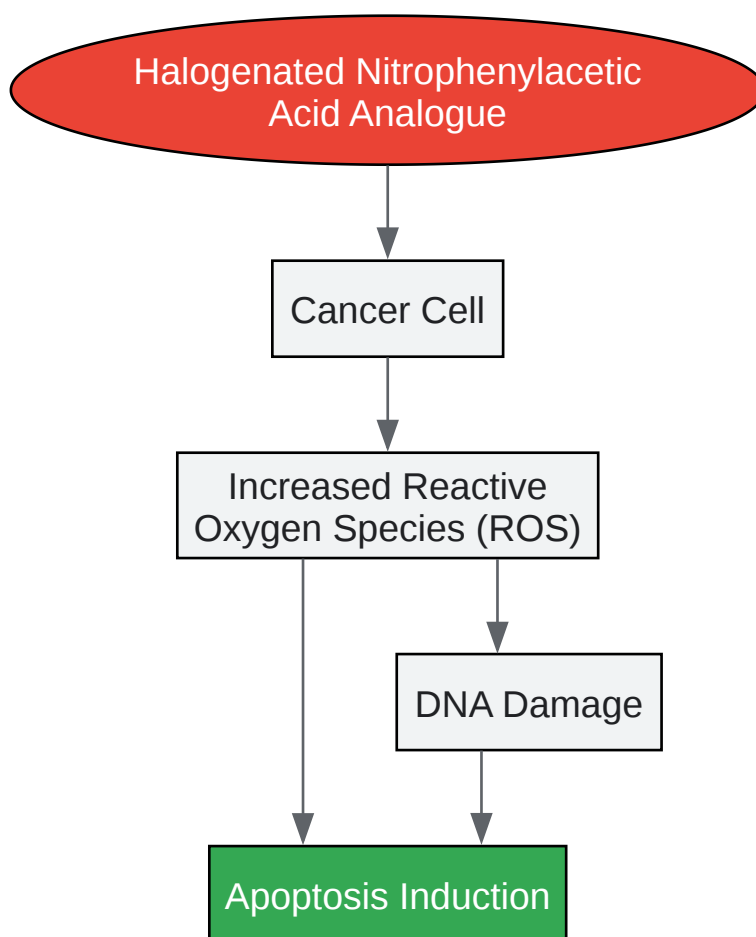 Halogenated Nitrophenylacetic
Acid Analogue
Cancer Cell
Increased Reactive
Oxygen Species (ROS)
DNA Damage
Apoptosis Induction